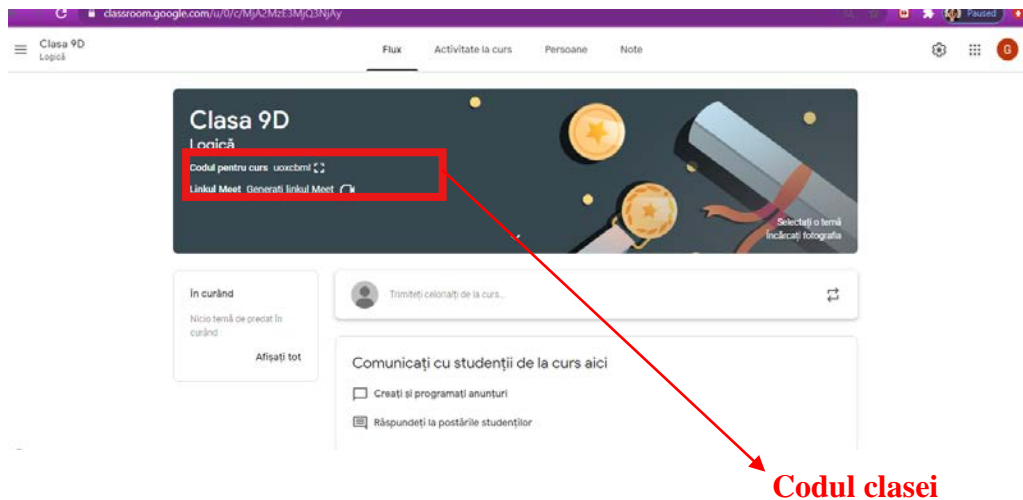 classroom.google.com/u/0/c/MjA2MzE3MjQ3NjAy
Paused
Clasa 9D
Logică
Flux Activitate la curs Persoane Note
G
Clasa 9D
Logică
Codul pentru curs uoxcbml
Linkul Meet Generati linkul Meet
Selectați o temă
Încărcați fotografia
În curând
Nicio temă de predat în
curând
Afișați tot
Trimiteți celorlalți de la curs...
Comunicați cu studenții de la curs aici
Creați și programați anunțuri
Răspundeți la postările studenților
Codul clasei